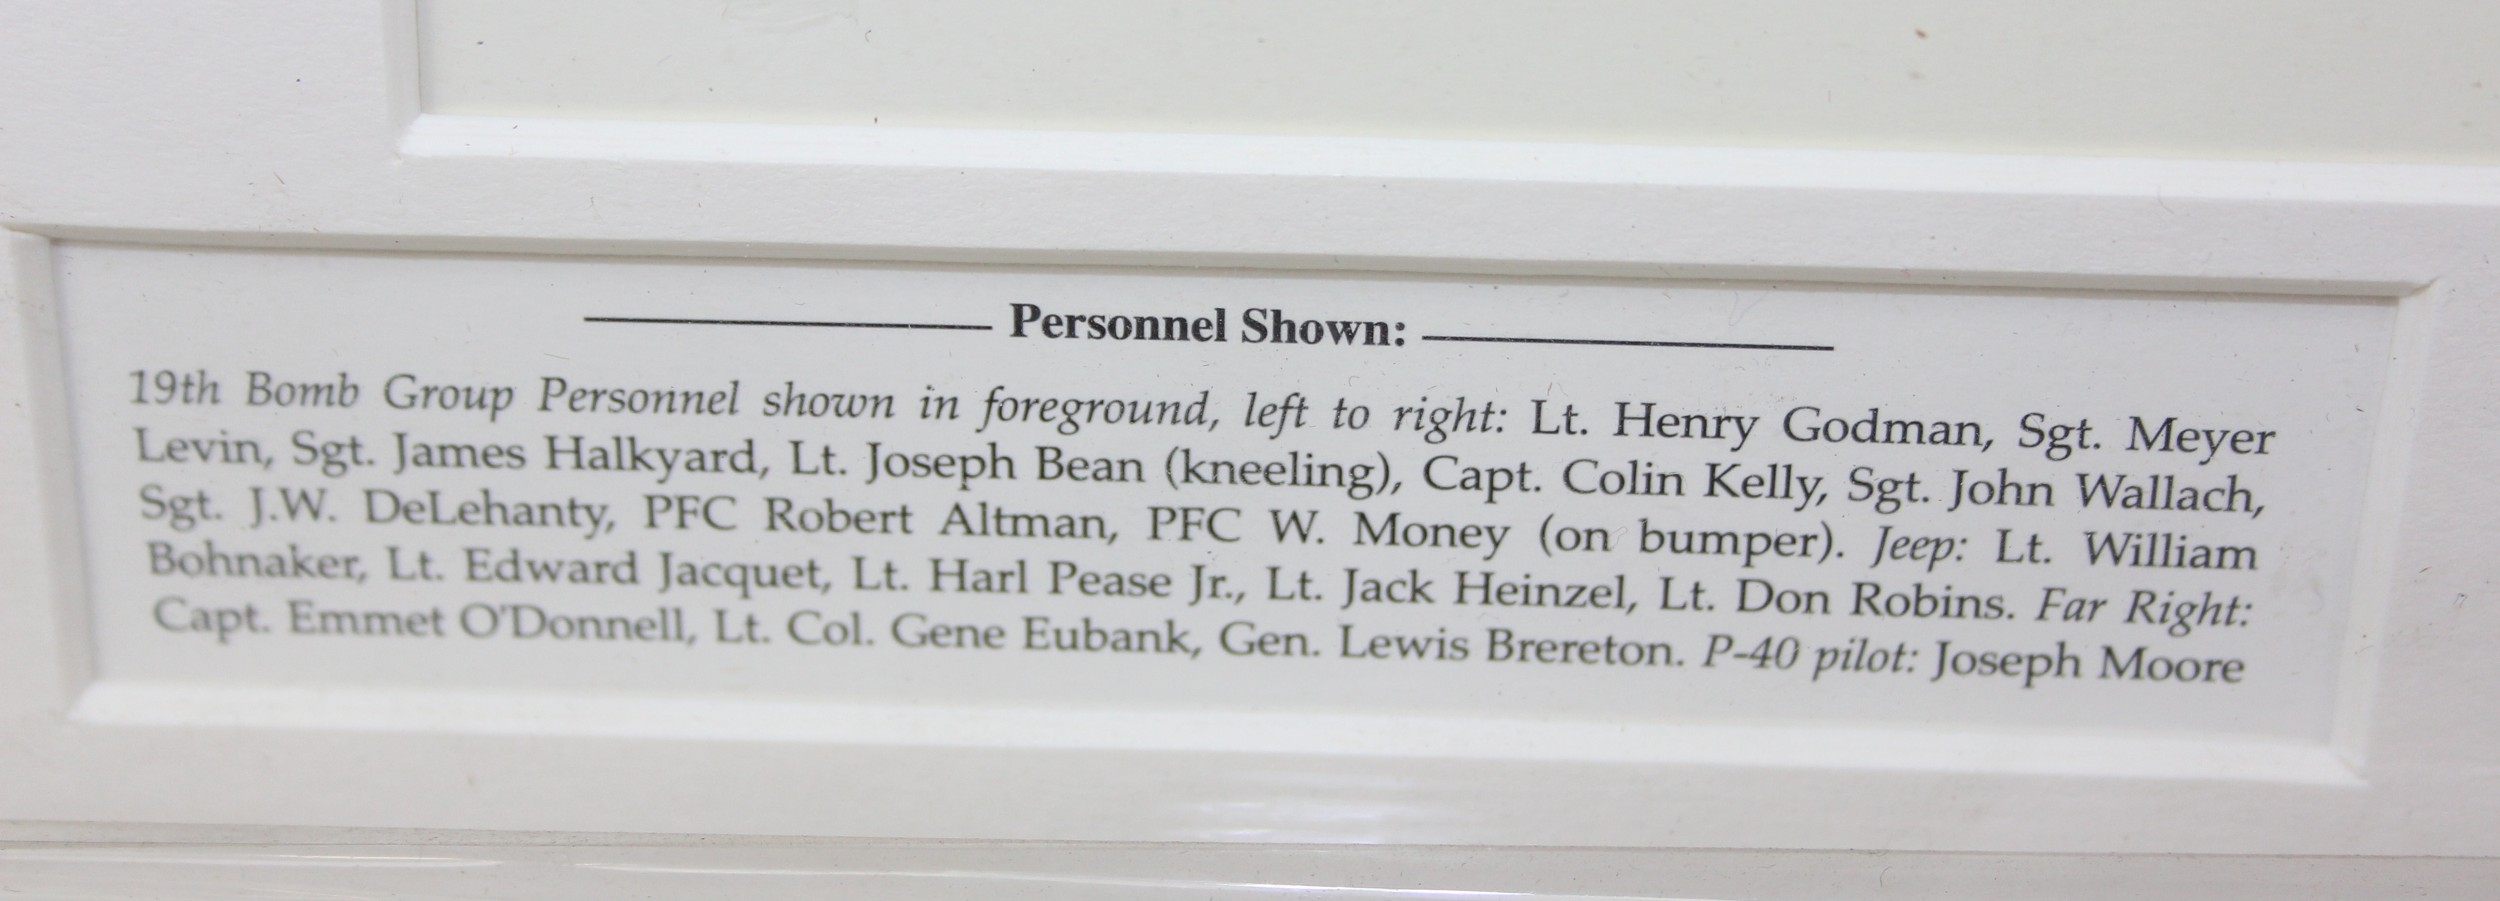 Personnel Shown:
19th Bomb Group Personnel shown in foreground, left to right: Lt. Henry Godman, Sgt. Meyer
Levin, Sgt. James Halkyard, Lt. Joseph Bean (kneeling), Capt. Colin Kelly, Sgt. John Wallach,
Sgt. J.W. DeLehanty, PFC Robert Altman, PFC W. Money (on bumper). Jeep: Lt. William
Bohnaker, Lt. Edward Jacquet, Lt. Harl Pease Jr., Lt. Jack Heinzel, Lt. Don Robins. Far Right:
Capt. Emmet O'Donnell, Lt. Col. Gene Eubank, Gen. Lewis Brereton. P-40 pilot: Joseph Moore